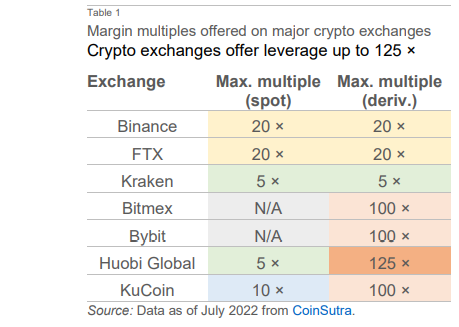 Table 1
Margin multiples offered on major crypto exchanges
Crypto exchanges offer leverage up to 125 ×
Exchange Max. multiple (spot) Max. multiple (deriv.)
Binance 20 × 20 ×
FTX 20 × 20 ×
Kraken 5 × 5 ×
Bitmex N/A 100 ×
Bybit N/A 100 ×
Huobi Global 5 × 125 ×
KuCoin 10 × 100 ×
Source: Data as of July 2022 from CoinSutra.